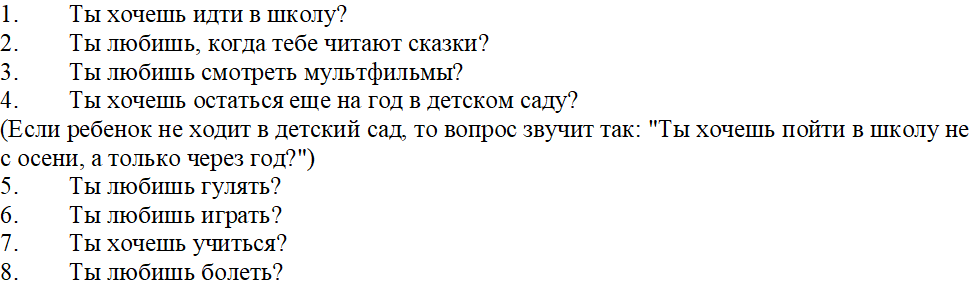 1. Ты хочешь идти в школу?
2. Ты любишь, когда тебе читают сказки?
3. Ты любишь смотреть мультфильмы?
4. Ты хочешь остаться еще на год в детском саду?
(Если ребенок не ходит в детский сад, то вопрос звучит так: "Ты хочешь пойти в школу не
с осени, а только через год?")
5. Ты любишь гулять?
6. Ты любишь играть?
7. Ты хочешь учиться?
8. Ты любишь болеть?